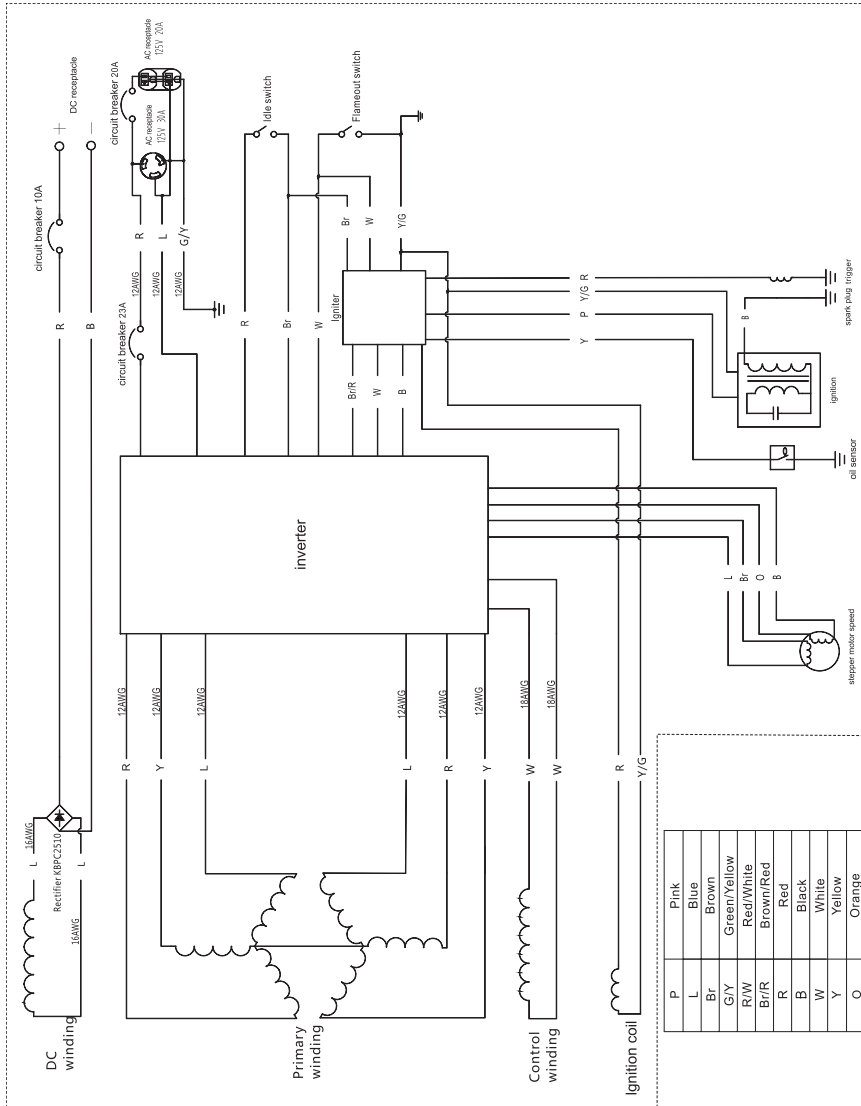 DC receptacle
+
−
circuit breaker 10A
R
B
circuit breaker 20A
AC receptade
125V 20A
AC receptade
125V 30A
R
L
G/Y
12AWG
12AWG
12AWG
circuit breaker 23A
Idle switch
Flameout switch
R
Br
W
Br
W
Y/G
Igniter
Br/R
W
B
R
Y/G
P
Y
B
spark plug
trigger
ignition
oil sensor
inverter
L
Br
O
B
stepper motor speed
12AWG
12AWG
12AWG
12AWG
12AWG
12AWG
18AWG
18AWG
R
Y
L
L
R
Y
W
W
R
Y/G
16AWG
L
Rectifier KBPC2510
L
16AWG
DC
winding
Primary
winding
Control
winding
Ignition coil
P Pink
L Blue
Br Brown
G/Y Green/Yellow
R/W Red/White
Br/R Brown/Red
R Red
B Black
W White
Y Yellow
O Orange